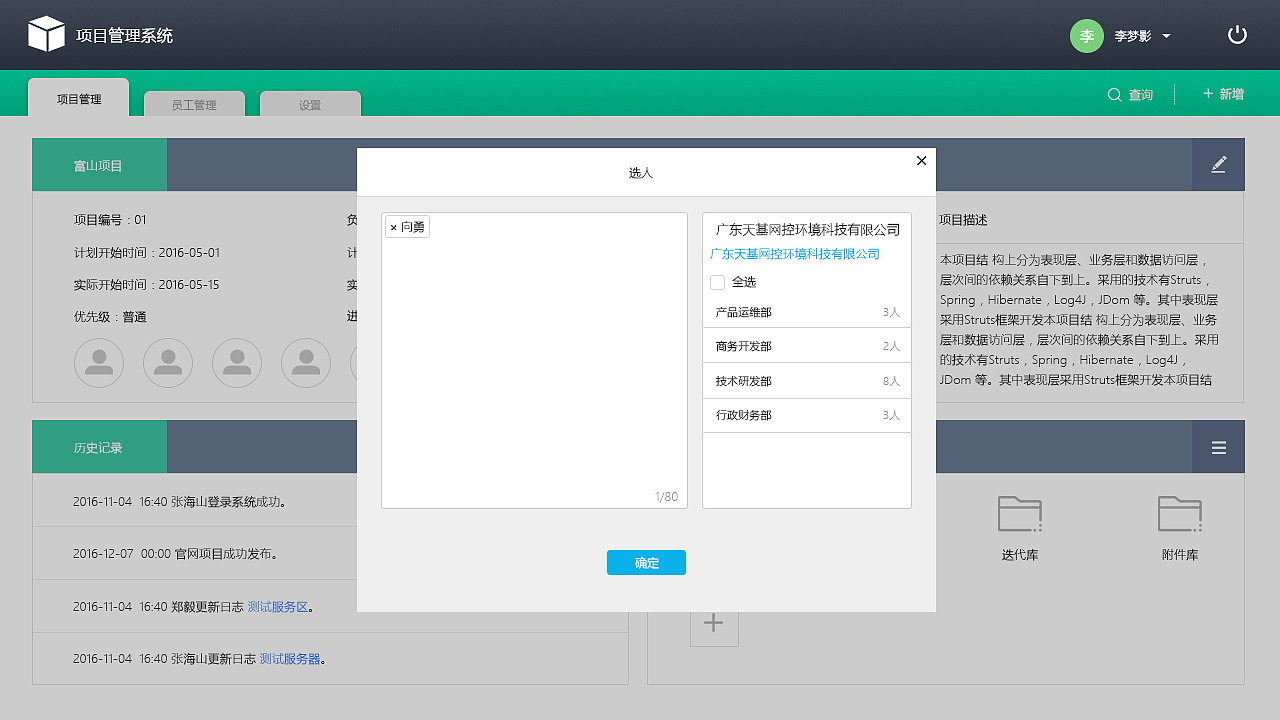 项目管理系统
李
李梦影
项目管理
员工管理
设置
查询
+ 新增
富山项目
项目编号：01
计划开始时间：2016-05-01
实际开始时间：2016-05-15
优先级：普通
项目描述
本项目结 构上分为表现层、业务层和数据访问层，
层次间的依赖关系自下到上。采用的技术有Struts，
Spring，Hibernate，Log4J，JDom 等。其中表现层
采用Struts框架开发本项目结 构上分为表现层、业务
层和数据访问层，层次间的依赖关系自下到上。采用
的技术有Struts，Spring，Hibernate，Log4J，
JDom 等。其中表现层采用Struts框架开发本项目结
选人
× 向勇
1/80
广东天基网控环境科技有限公司
广东天基网控环境科技有限公司
全选
产品运维部 3人
商务开发部 2人
技术研发部 8人
行政财务部 3人
确定
历史记录
2016-11-04 16:40 张海山登录系统成功。
2016-12-07 00:00 官网项目成功发布。
2016-11-04 16:40 郑毅更新日志 测试服务区。
2016-11-04 16:40 张海山更新日志 测试服务器。
迭代库
附件库